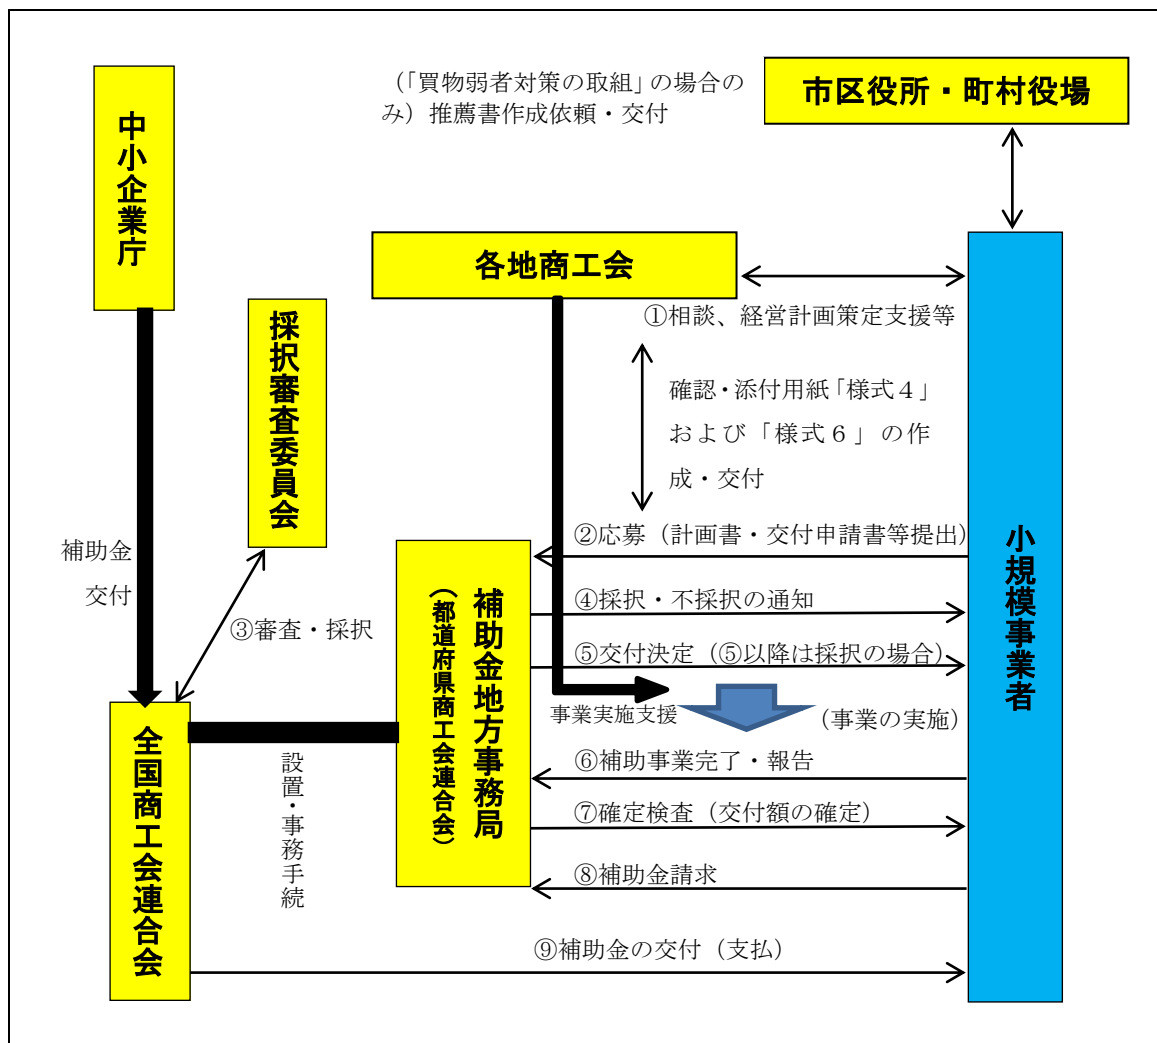 （「買物弱者対策の取組」の場合の
み）推薦書作成依頼・交付
市区役所・町村役場
中小企業庁
各地商工会
①相談、経営計画策定支援等
採択審査委員会
確認・添付用紙「様式４」
および「様式６」の作
成・交付
小規模事業者
補助金
交付
③審査・採択
②応募（計画書・交付申請書等提出）
④採択・不採択の通知
⑤交付決定（⑤以降は採択の場合）
補助金地方事務局
（都道府県商工会連合会）
事業実施支援
（事業の実施）
全国商工会連合会
設置・事務手続
⑥補助事業完了・報告
⑦確定検査（交付額の確定）
⑧補助金請求
⑨補助金の交付（支払）